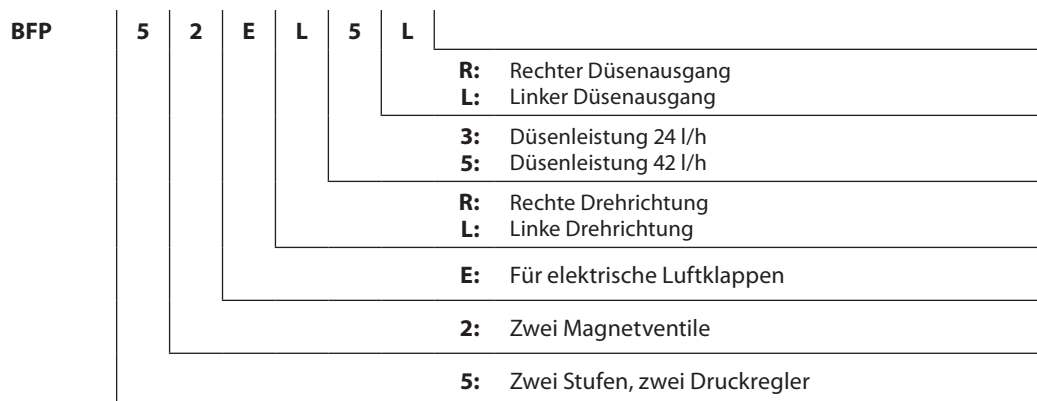 BFP 5 2 E L 5 L
R: Rechter Düsenausgang
L: Linker Düsenausgang
3: Düsenleistung 24 l/h
5: Düsenleistung 42 l/h
R: Rechte Drehrichtung
L: Linke Drehrichtung
E: Für elektrische Luftklappen
2: Zwei Magnetventile
5: Zwei Stufen, zwei Druckregler